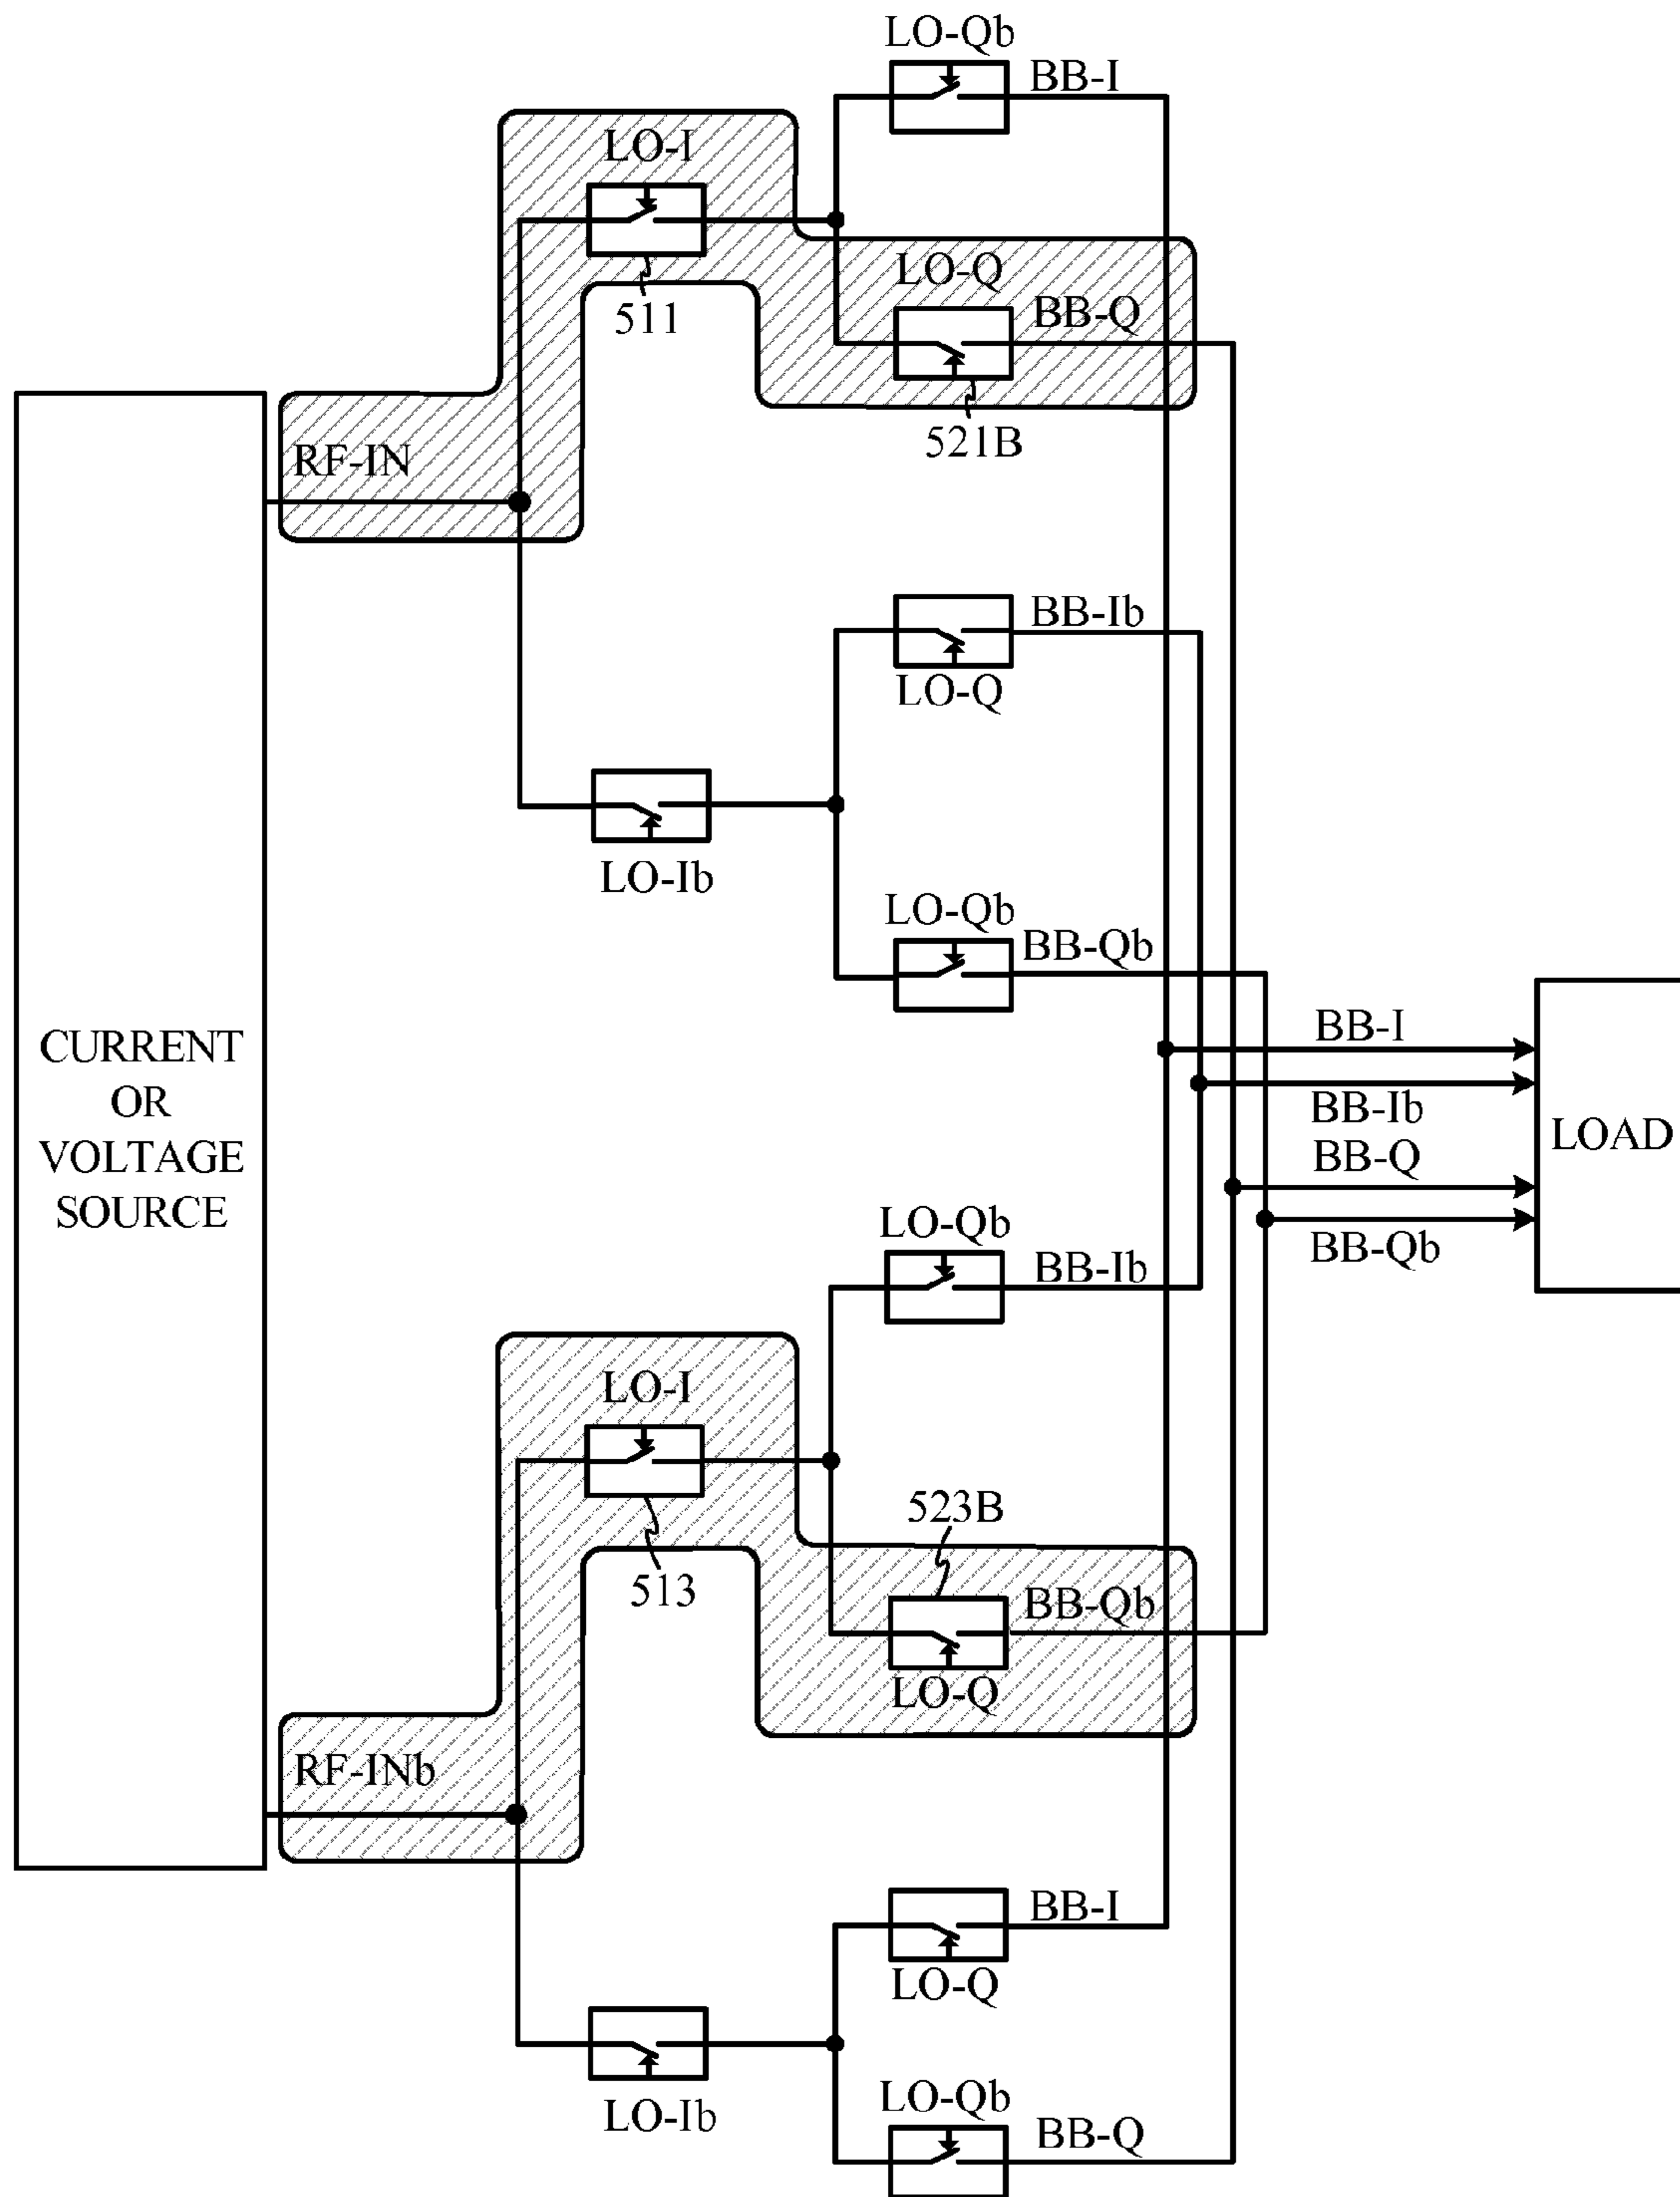 LO-Qb
BB-I
LO-I
511
LO-Q
BB-Q
521B
RF-IN
BB-Ib
LO-Q
LO-Ib
LO-Qb
BB-Qb
CURRENT
OR
VOLTAGE
SOURCE
BB-I
BB-Ib
BB-Q
BB-Qb
LOAD
LO-Qb
BB-Ib
LO-I
513
523B
BB-Qb
LO-Q
RF-INb
BB-I
LO-Q
LO-Ib
LO-Qb
BB-Q